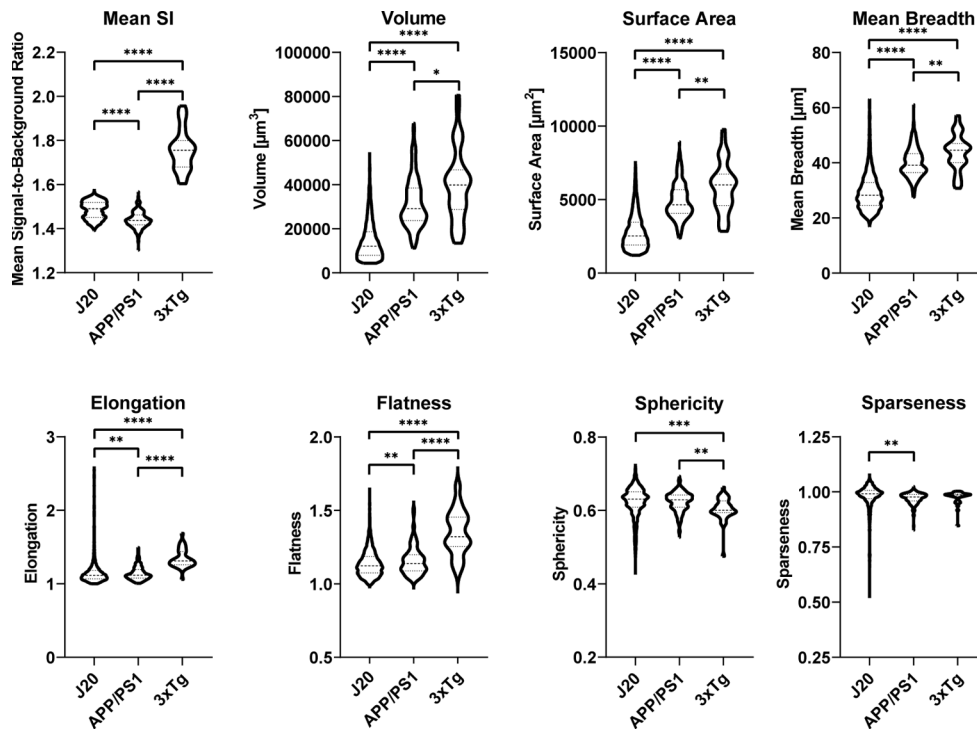 Mean SI
Mean Signal-to-Background Ratio
2.2
2.0
1.8
1.6
1.4
1.2
****
****
****
J20
APP/PS1
3xTg
Volume
Volume [µm³]
100000
80000
60000
40000
20000
0
****
****
*
J20
APP/PS1
3xTg
Surface Area
Surface Area [µm²]
15000
10000
5000
0
****
****
**
J20
APP/PS1
3xTg
Mean Breadth
Mean Breadth [µm]
80
60
40
20
0
****
****
**
J20
APP/PS1
3xTg
Elongation
Elongation
3
2
1
0
****
**
****
J20
APP/PS1
3xTg
Flatness
Flatness
2.0
1.5
1.0
0.5
****
**
****
J20
APP/PS1
3xTg
Sphericity
Sphericity
0.8
0.6
0.4
0.2
***
**
J20
APP/PS1
3xTg
Sparseness
Sparseness
1.25
1.00
0.75
0.50
0.25
**
J20
APP/PS1
3xTg